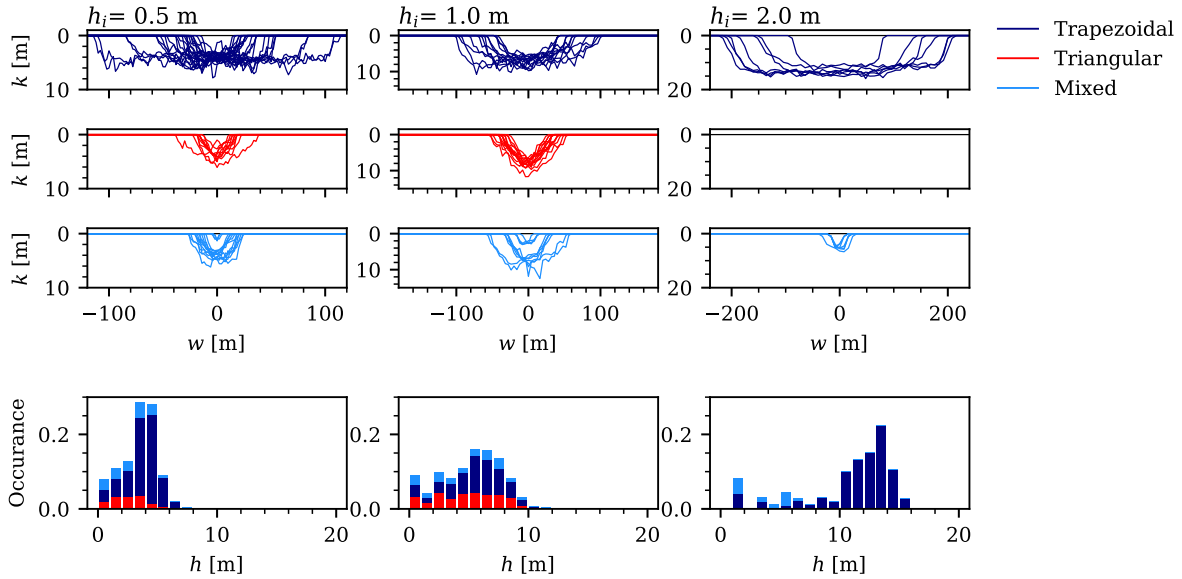 h_i= 0.5 m h_i= 1.0 m h_i= 2.0 m
Trapezoidal
Triangular
Mixed
k [m] 0 10 0 10 0 20
k [m] 0 10 0 10 0 20
k [m] 0 10 0 10 0 20
−100 0 100 −100 0 100 −200 0 200
w [m] w [m] w [m]
Occurance 0.2 0.0 0.2 0.0 0.2 0.0
0 10 20 0 10 20 0 10 20
h [m] h [m] h [m]